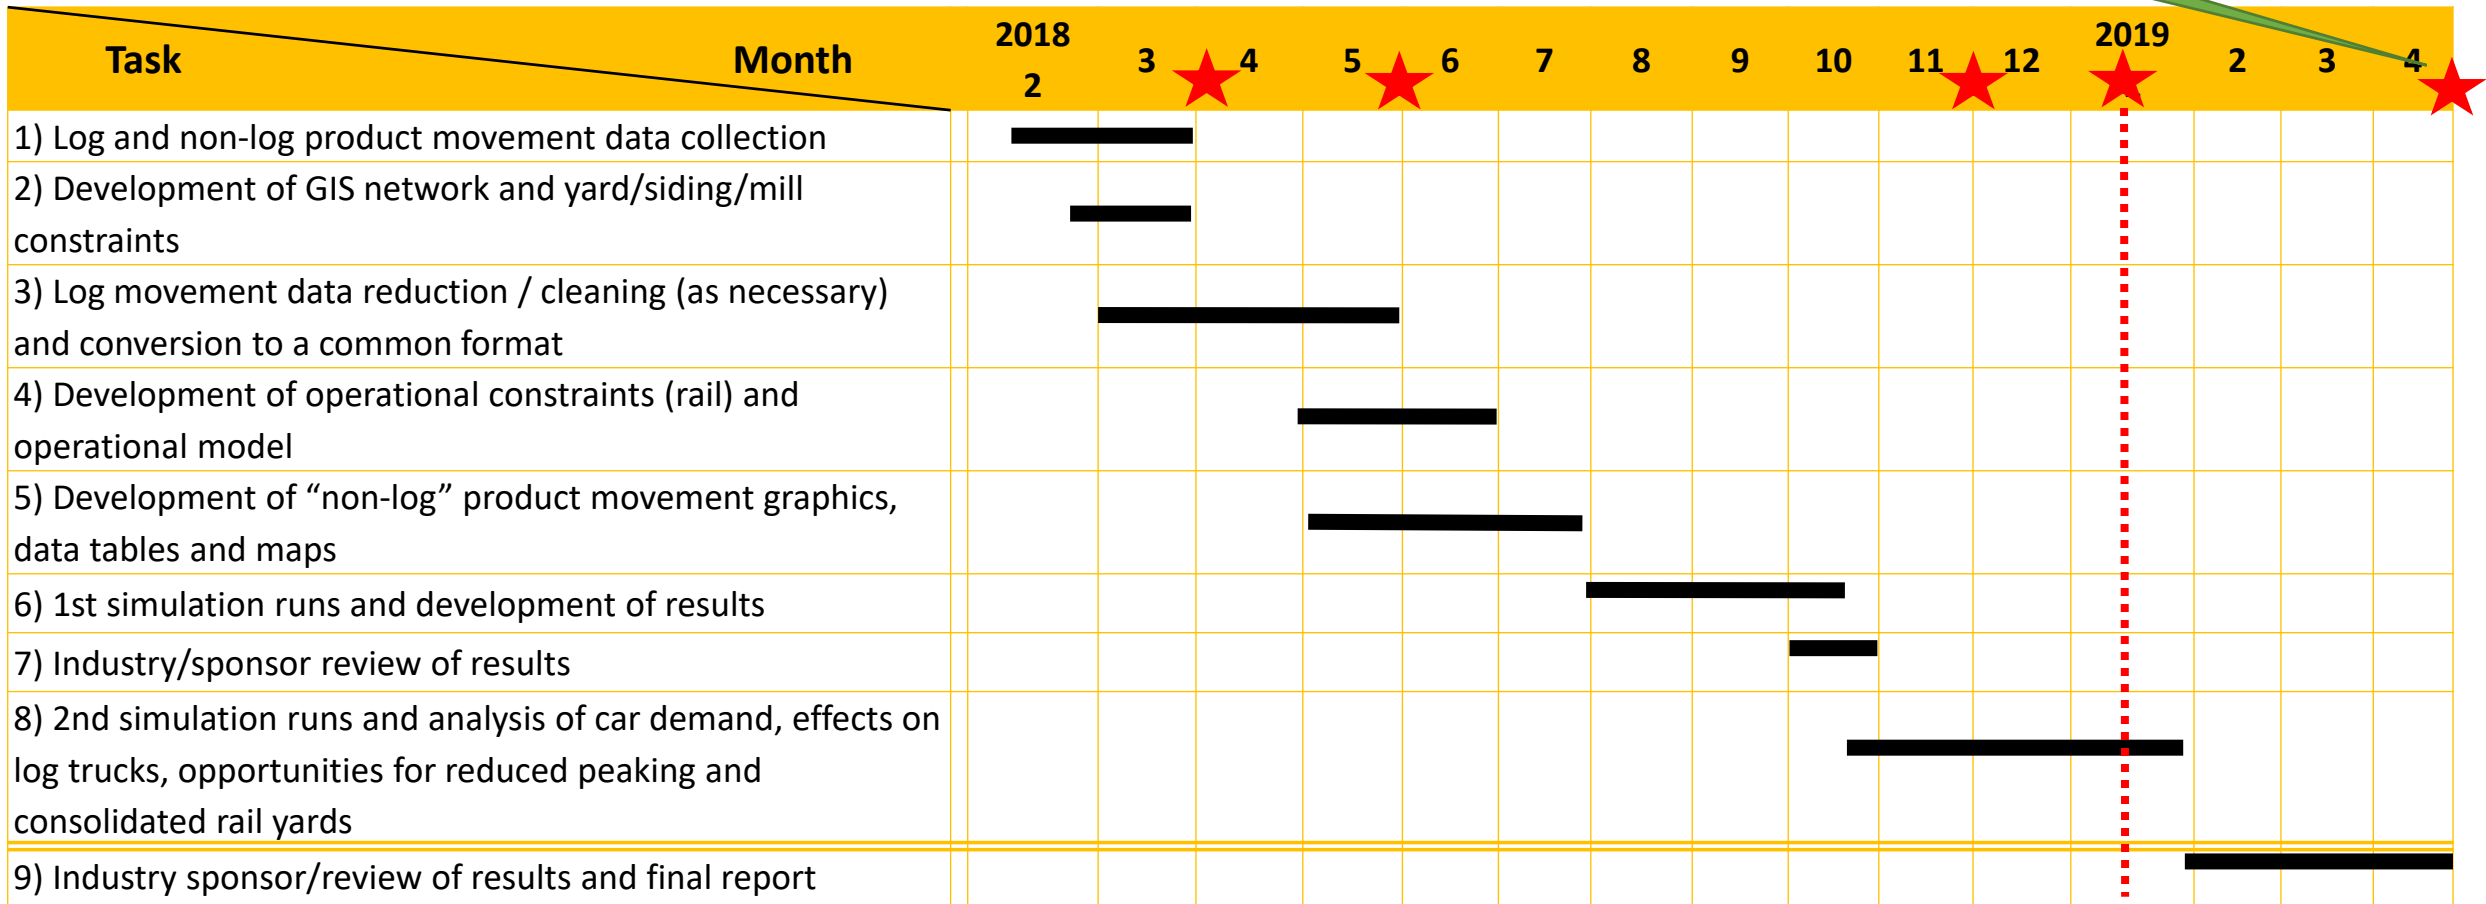 Task
Month
2018
2
3
4
5
6
7
8
9
10
11
12
2019
2
3
4
1) Log and non-log product movement data collection
2) Development of GIS network and yard/siding/mill
constraints
3) Log movement data reduction / cleaning (as necessary)
and conversion to a common format
4) Development of operational constraints (rail) and
operational model
5) Development of “non-log” product movement graphics,
data tables and maps
6) 1st simulation runs and development of results
7) Industry/sponsor review of results
8) 2nd simulation runs and analysis of car demand, effects on
log trucks, opportunities for reduced peaking and
consolidated rail yards
9) Industry sponsor/review of results and final report